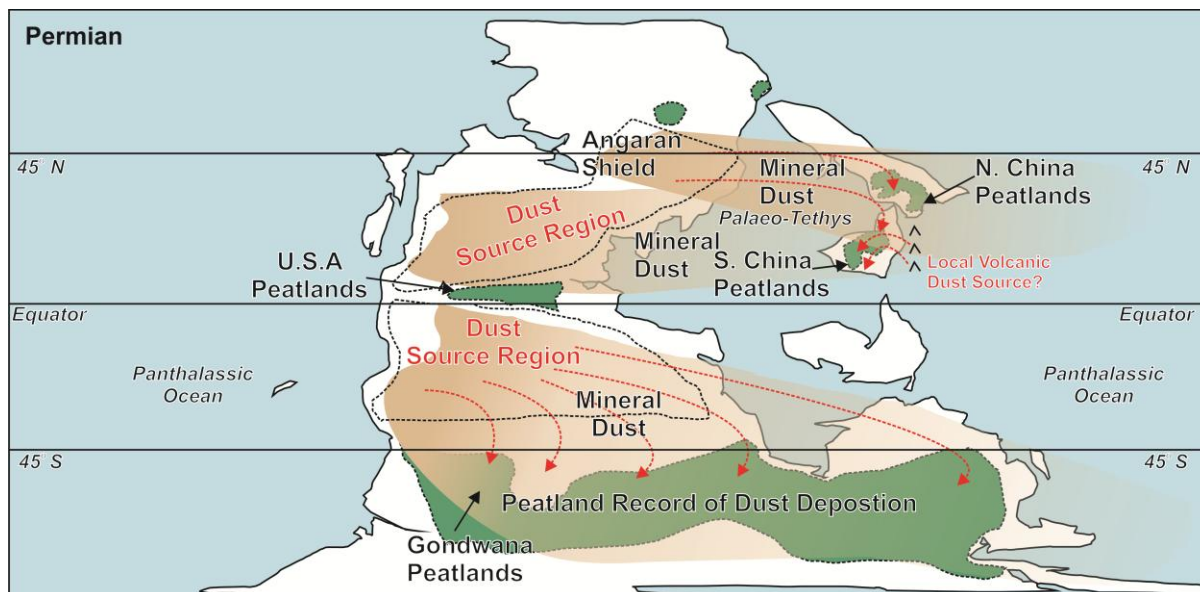 Permian
Angaran
Shield
45° N
Mineral
Dust
N. China
Peatlands
45° N
Dust
Source Region
Palaeo-Tethys
Mineral
Dust
U.S.A
Peatlands
S. China
Peatlands
Local Volcanic
Dust Source?
Equator
Equator
Dust
Source Region
Panthalassic
Ocean
Mineral
Dust
Panthalassic
Ocean
45° S
45° S
Peatland Record of Dust Depostion
Gondwana
Peatlands